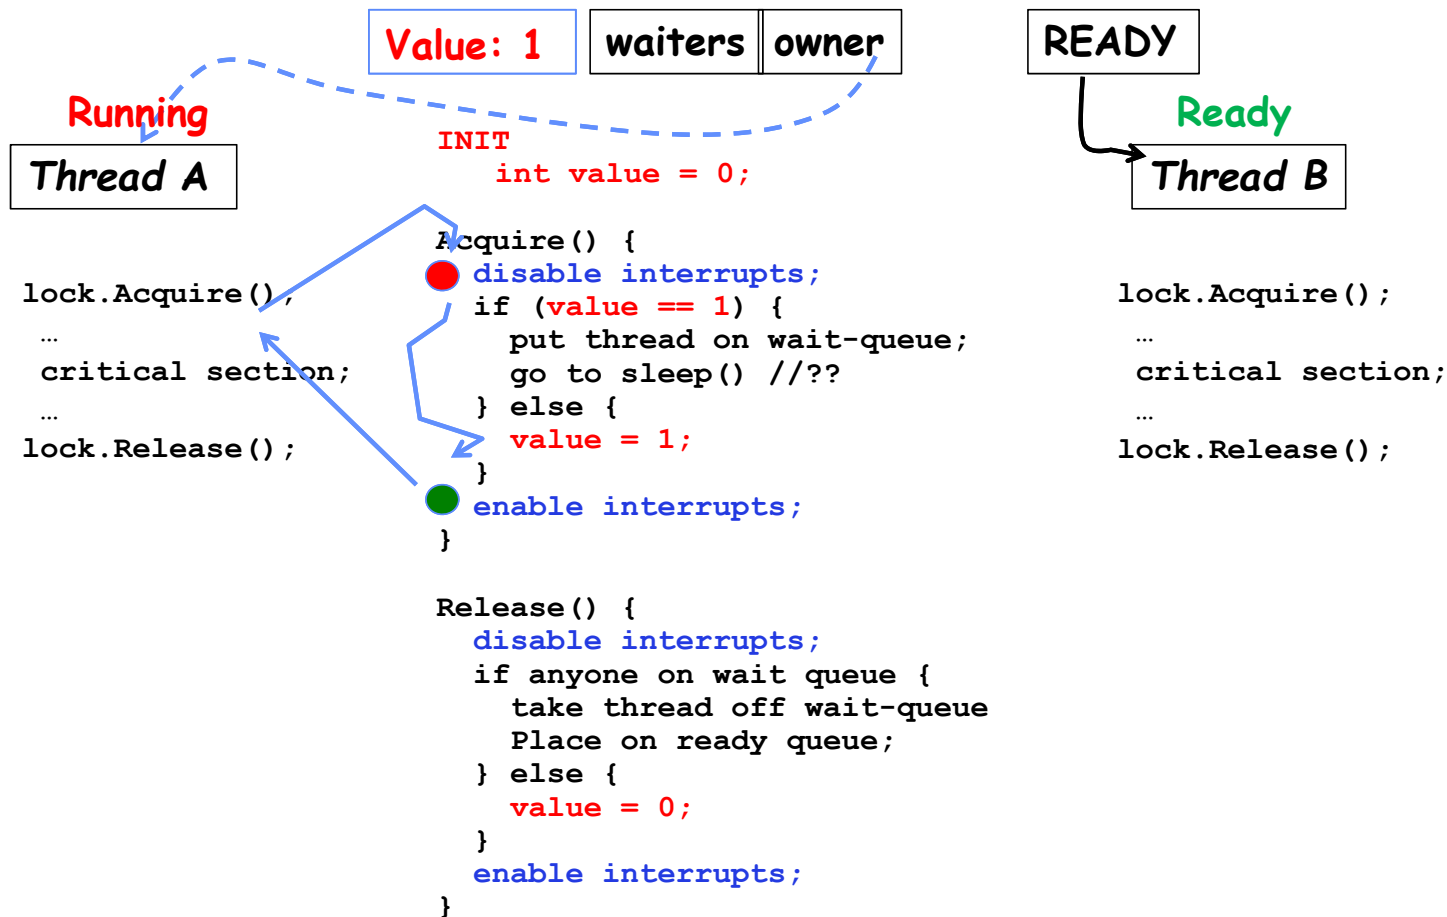 Value: 1
waiters
owner
READY
Running
Ready
Thread A
Thread B
INIT
int value = 0;
lock.Acquire();
…
critical section;
…
lock.Release();
Acquire() {
disable interrupts;
if (value == 1) {
put thread on wait-queue;
go to sleep() //??
} else {
value = 1;
}
enable interrupts;
}
Release() {
disable interrupts;
if anyone on wait queue {
take thread off wait-queue
Place on ready queue;
} else {
value = 0;
}
enable interrupts;
}
lock.Acquire();
…
critical section;
…
lock.Release();